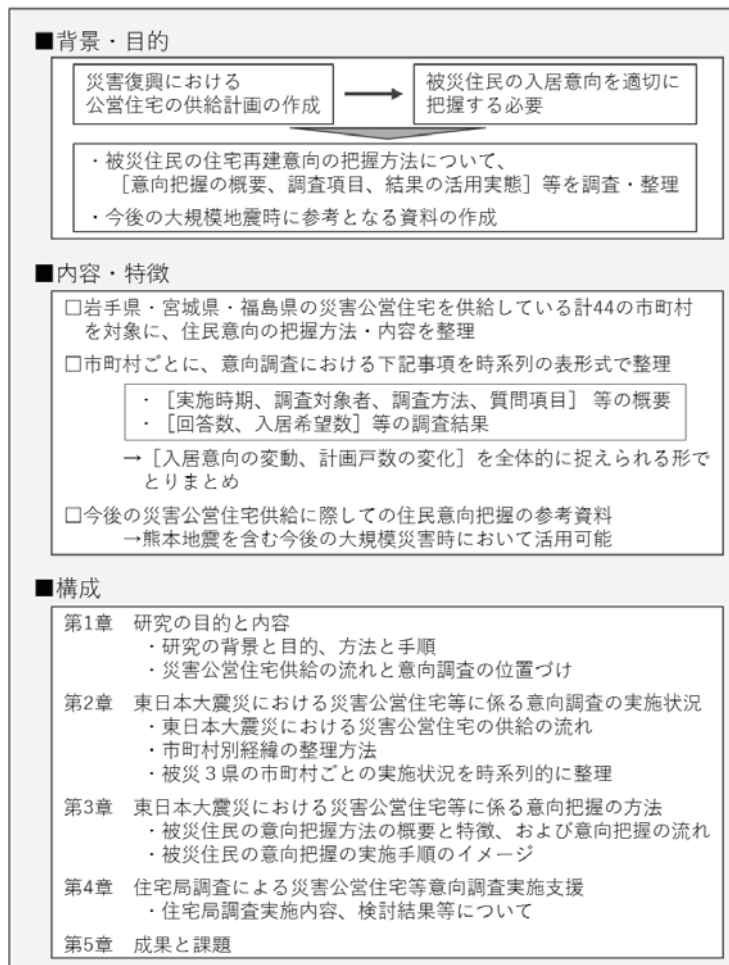 ■背景・目的
災害復興における
公営住宅の供給計画の作成
被災住民の入居意向を適切に
把握する必要
・被災住民の住宅再建意向の把握方法について、
［意向把握の概要、調査項目、結果の活用実態］等を調査・整理
・今後の大規模地震時に参考となる資料の作成
■内容・特徴
□岩手県・宮城県・福島県の災害公営住宅を供給している計44の市町村
を対象に、住民意向の把握方法・内容を整理
□市町村ごとに、意向調査における下記事項を時系列の表形式で整理
・［実施時期、調査対象者、調査方法、質問項目］等の概要
・［回答数、入居希望数］等の調査結果
→［入居意向の変動、計画戸数の変化］を全体的に捉えられる形で
とりまとめ
□今後の災害公営住宅供給に際しての住民意向把握の参考資料
→熊本地震を含む今後の大規模災害時において活用可能
■構成
第1章 研究の目的と内容
・研究の背景と目的、方法と手順
・災害公営住宅供給の流れと意向調査の位置づけ
第2章 東日本大震災における災害公営住宅等に係る意向調査の実施状況
・東日本大震災における災害公営住宅の供給の流れ
・市町村別経緯の整理方法
・被災３県の市町村ごとの実施状況を時系列的に整理
第3章 東日本大震災における災害公営住宅等に係る意向把握の方法
・被災住民の意向把握方法の概要と特徴、および意向把握の流れ
・被災住民の意向把握の実施手順のイメージ
第4章 住宅局調査による災害公営住宅等意向調査実施支援
・住宅局調査実施内容、検討結果等について
第5章 成果と課題